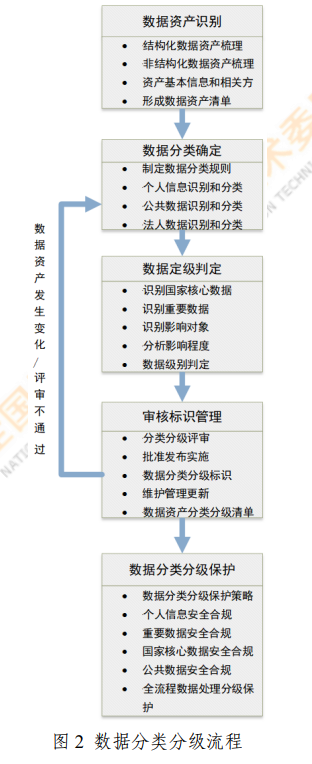 数据资产识别
● 结构化数据资产梳理
● 非结构化数据资产梳理
● 资产基本信息和相关方
● 形成数据资产清单
数据分类确定
● 制定数据分类规则
● 个人信息识别和分类
● 公共数据识别和分类
● 法人数据识别和分类
数据资产发生变化/评审不通过
数据定级判定
● 识别国家核心数据
● 识别重要数据
● 识别影响对象
● 分析影响程度
● 数据级别判定
审核标识管理
● 分类分级评审
● 批准发布实施
● 数据分类分级标识
● 维护管理更新
● 数据资产分类分级清单
数据分类分级保护
● 数据分类分级保护策略
● 个人信息安全合规
● 重要数据安全合规
● 国家核心数据安全合规
● 公共数据安全合规
● 全流程数据处理分级保
护
图 2 数据分类分级流程
术委
ON TECHN
全国
NATIO